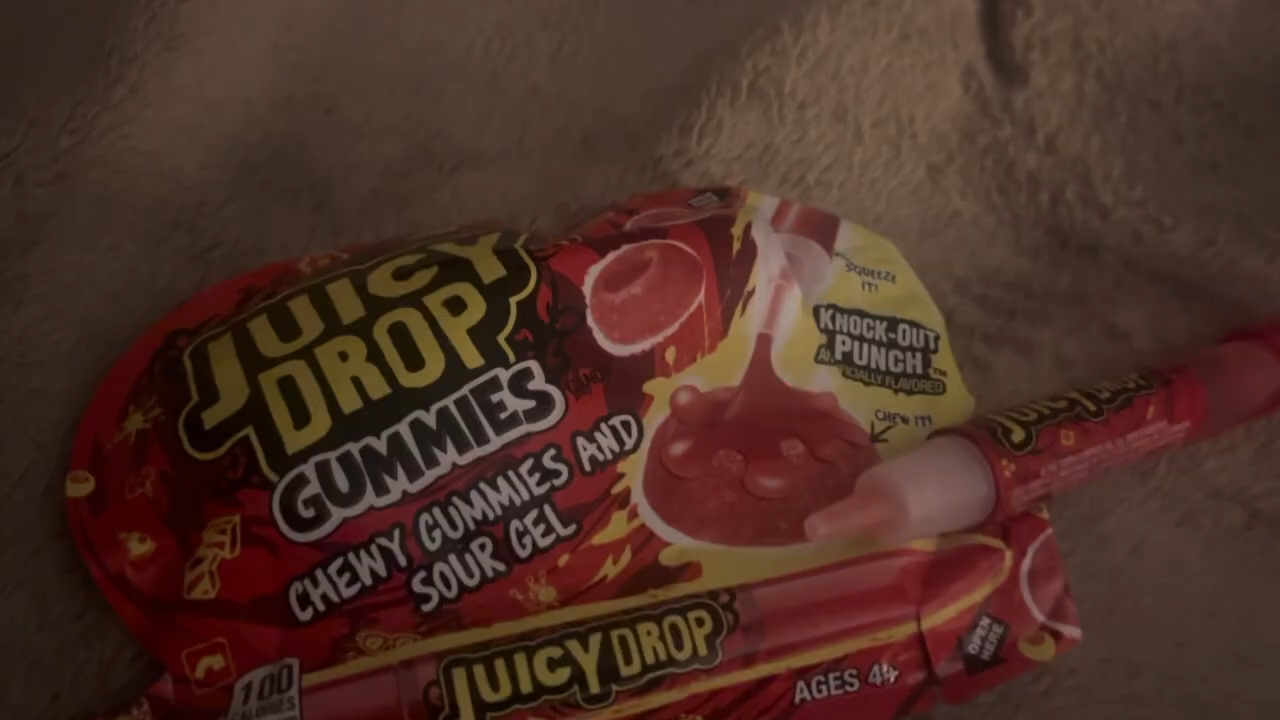 JUICY
DROP
GUMMIES
CHEWY GUMMIES AND
SOUR GEL
SQUEEZE
IT!
KNOCK-OUT
PUNCH™
ARTIFICIALLY FLAVORED
CHEW IT!
JUICY DROP
OPEN
HERE
JUICY DROP
AGES 4+
100
CALORIES